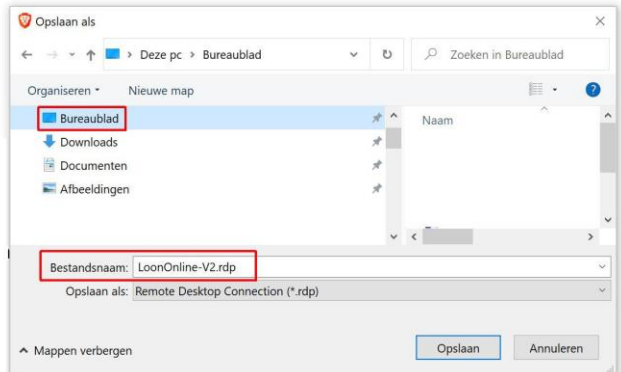 Opslaan als
Deze pc > Bureaublad
Zoeken in Bureaublad
Organiseren
Nieuwe map
Bureaublad
Downloads
Documenten
Afbeeldingen
Naam
Bestandsnaam: LoonOnline-V2.rdp
Opslaan als: Remote Desktop Connection (*.rdp)
Mappen verbergen
Opslaan
Annuleren